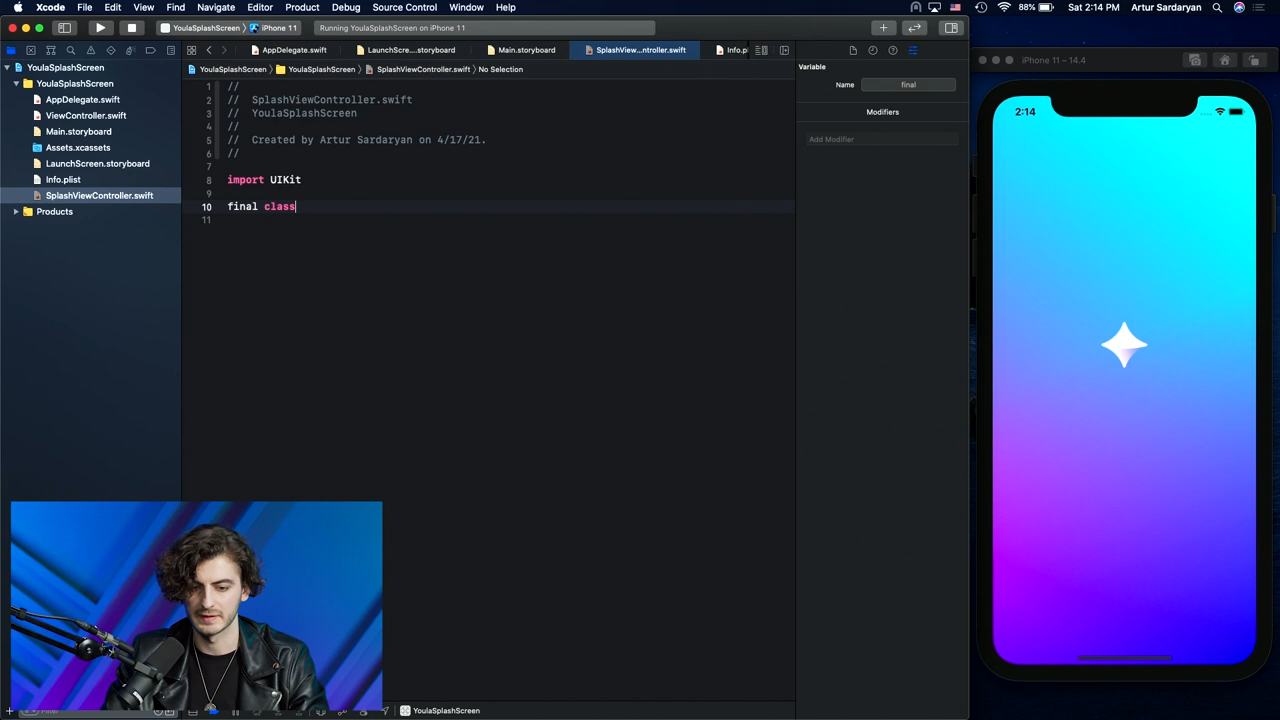 Xcode File Edit View Find Navigate Editor Product Debug Source Control Window Help 88% Sat 2:14 PM Artur Sardaryan
YoulaSplashScreen iPhone 11 Running YoulaSplashScreen on iPhone 11
AppDelegate.swift LaunchScre....storyboard Main.storyboard SplashView...ntroller.swift Info.pl
YoulaSplashScreen YoulaSplashScreen SplashViewController.swift No Selection
YoulaSplashScreen
YoulaSplashScreen
AppDelegate.swift
ViewController.swift
Main.storyboard
Assets.xcassets
LaunchScreen.storyboard
Info.plist
SplashViewController.swift
Products
1 //
2 // SplashViewController.swift
3 // YoulaSplashScreen
4 //
5 // Created by Artur Sardaryan on 4/17/21.
6 //
7
8 import UIKit
9
10 final class
11
YoulaSplashScreen
Variable
Name final
Modifiers
Add Modifier
iPhone 11 – 14.4
2:14